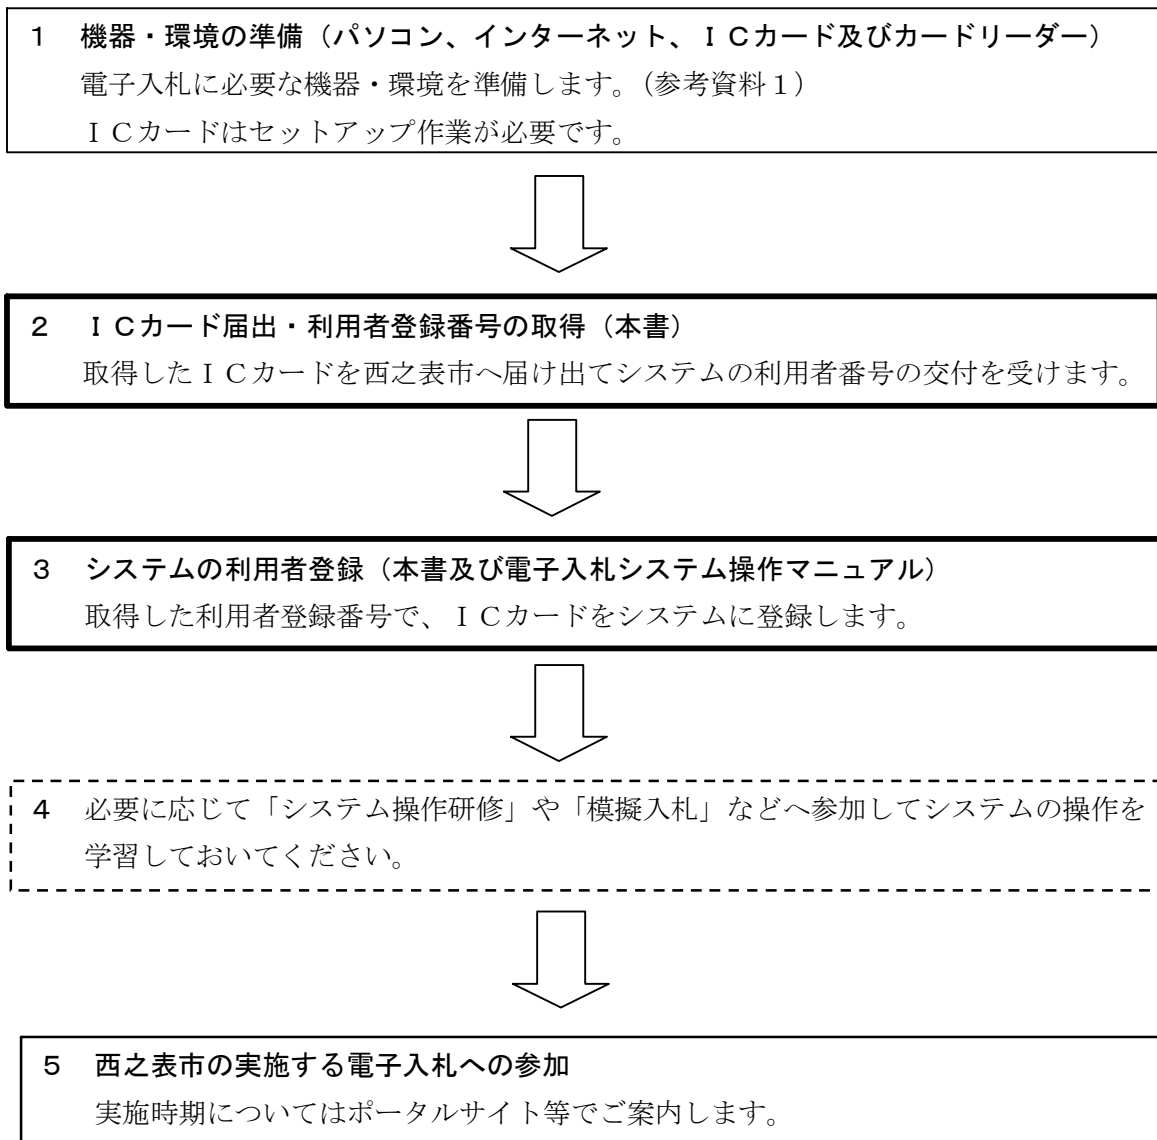 1 機器・環境の準備（パソコン、インターネット、ＩＣカード及びカードリーダー）
電子入札に必要な機器・環境を準備します。（参考資料１）
ＩＣカードはセットアップ作業が必要です。
2 ＩＣカード届出・利用者登録番号の取得（本書）
取得したＩＣカードを西之表市へ届け出てシステムの利用者番号の交付を受けます。
3 システムの利用者登録（本書及び電子入札システム操作マニュアル）
取得した利用者登録番号で、ＩＣカードをシステムに登録します。
4 必要に応じて「システム操作研修」や「模擬入札」などへ参加してシステムの操作を
学習しておいてください。
5 西之表市の実施する電子入札への参加
実施時期についてはポータルサイト等でご案内します。